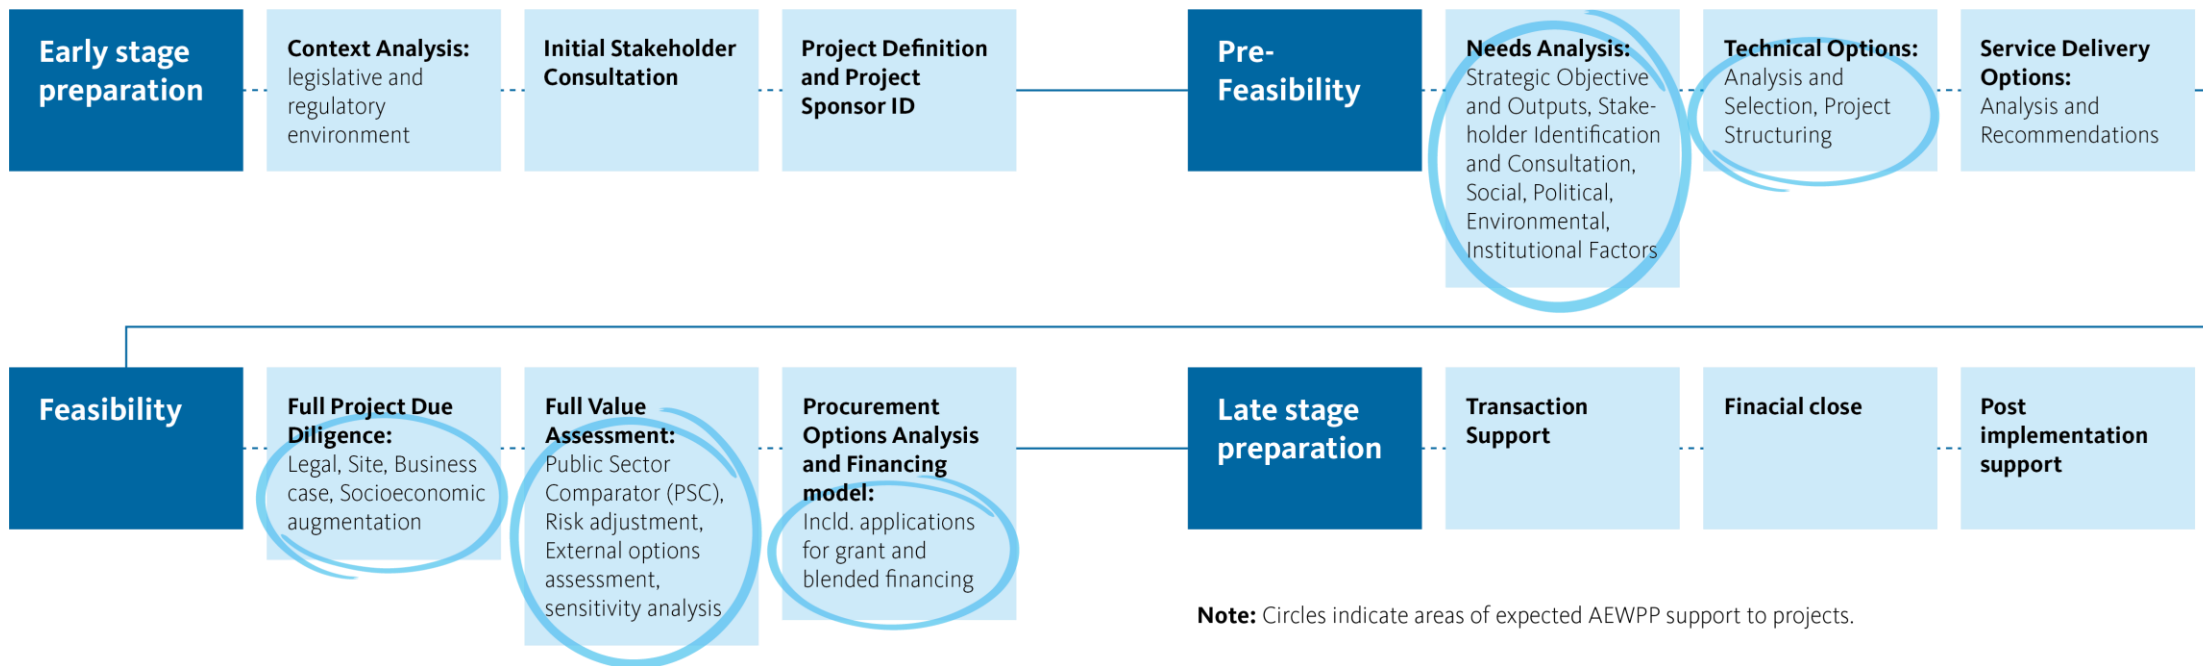 Early stage
preparation
Context Analysis:
legislative and
regulatory
environment
Initial Stakeholder
Consultation
Project Definition
and Project
Sponsor ID
Pre-
Feasibility
Needs Analysis:
Strategic Objective
and Outputs, Stake-
holder Identification
and Consultation,
Social, Political,
Environmental,
Institutional Factors
Technical Options:
Analysis and
Selection, Project
Structuring
Service Delivery
Options:
Analysis and
Recommendations
Feasibility
Full Project Due
Diligence:
Legal, Site, Business
case, Socioeconomic
augmentation
Full Value
Assessment:
Public Sector
Comparator (PSC),
Risk adjustment,
External options
assessment,
sensitivity analysis
Procurement
Options Analysis
and Financing
model:
Incld. applications
for grant and
blended financing
Late stage
preparation
Transaction
Support
Finacial close
Post
implementation
support
Note: Circles indicate areas of expected AEWPP support to projects.